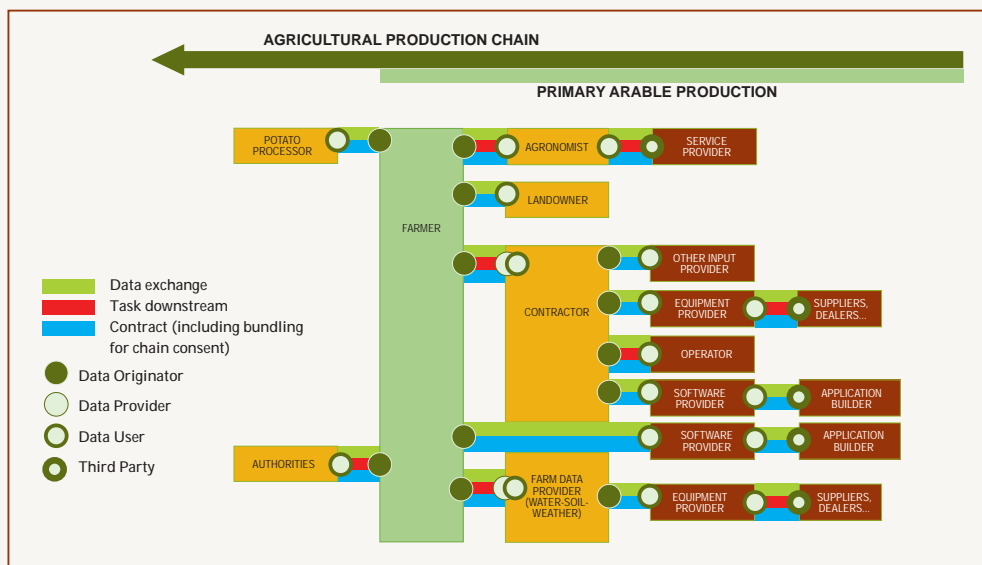 AGRICULTURAL PRODUCTION CHAIN
PRIMARY ARABLE PRODUCTION
POTATO
PROCESSOR
AGRONOMIST
SERVICE
PROVIDER
LANDOWNER
FARMER
OTHER INPUT
PROVIDER
CONTRACTOR
EQUIPMENT
PROVIDER
SUPPLIERS,
DEALERS...
OPERATOR
SOFTWARE
PROVIDER
APPLICATION
BUILDER
SOFTWARE
PROVIDER
APPLICATION
BUILDER
AUTHORITIES
FARM DATA
PROVIDER
(WATER-SOIL-
WEATHER)
EQUIPMENT
PROVIDER
SUPPLIERS,
DEALERS...
Data exchange
Task downstream
Contract (including bundling
for chain consent)
Data Originator
Data Provider
Data User
Third Party